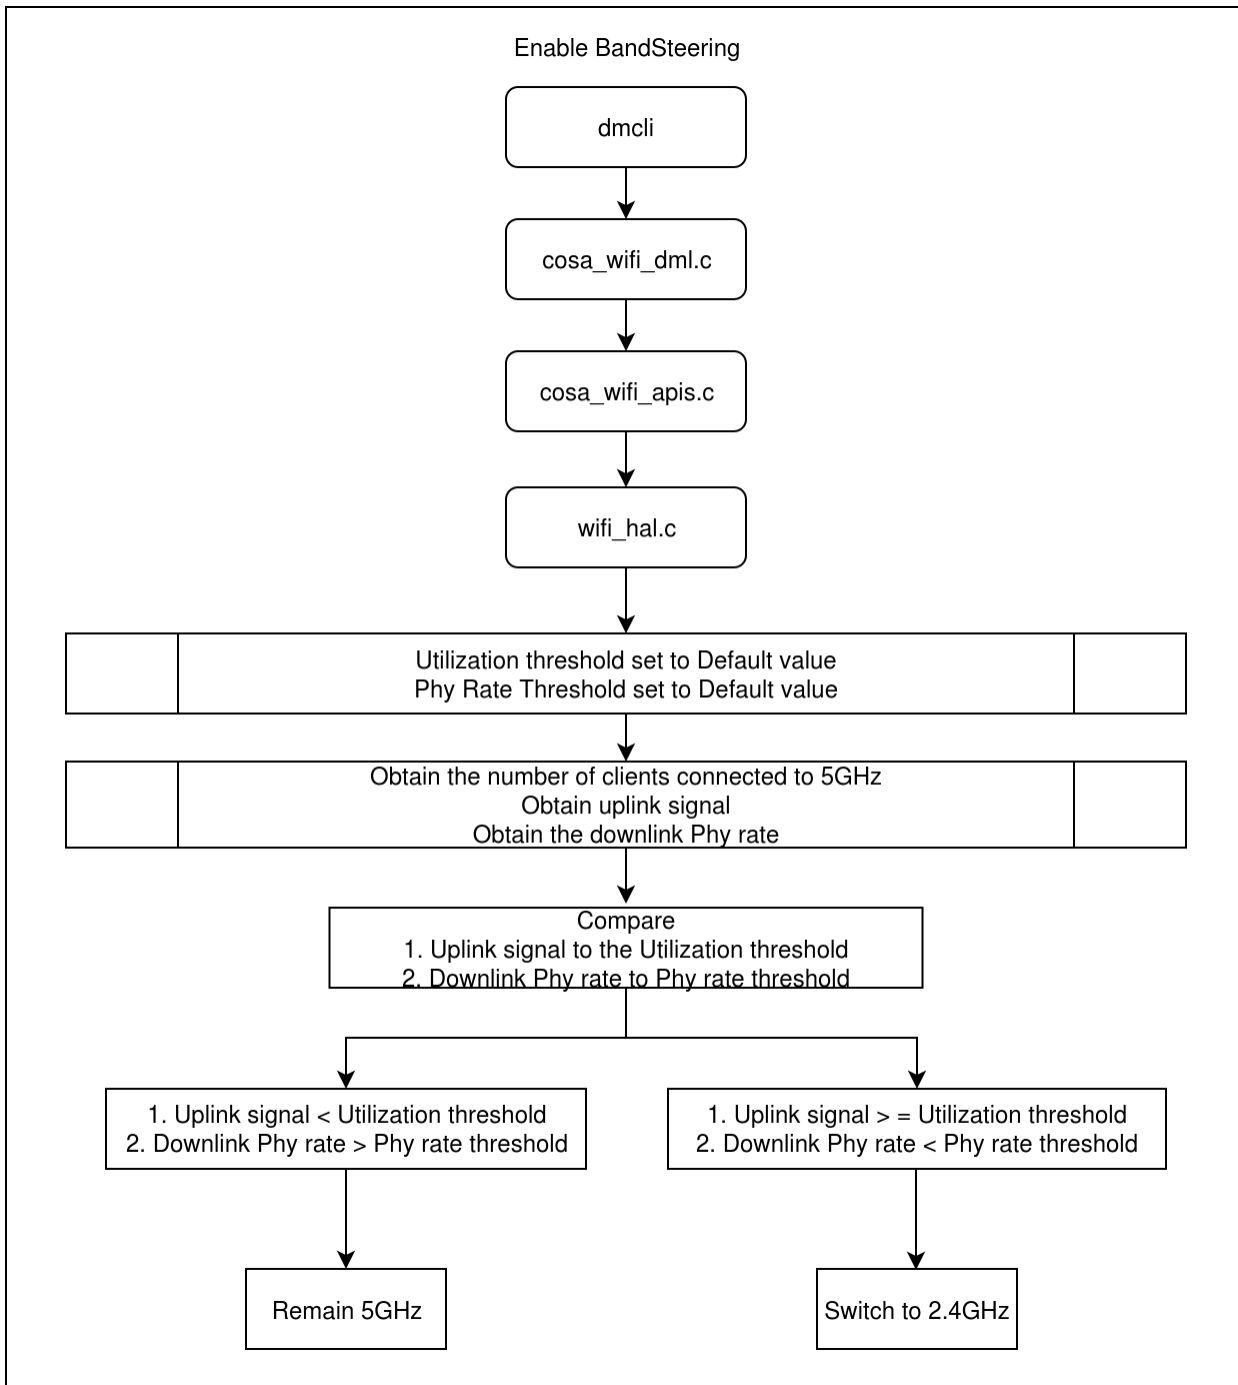 Enable BandSteering
dmcli
cosa_wifi_dml.c
cosa_wifi_apis.c
wifi_hal.c
Utilization threshold set to Default value
Phy Rate Threshold set to Default value
Obtain the number of clients connected to 5GHz
Obtain uplink signal
Obtain the downlink Phy rate
Compare
1. Uplink signal to the Utilization threshold
2. Downlink Phy rate to Phy rate threshold
1. Uplink signal < Utilization threshold
2. Downlink Phy rate > Phy rate threshold
1. Uplink signal > = Utilization threshold
2. Downlink Phy rate < Phy rate threshold
Remain 5GHz
Switch to 2.4GHz